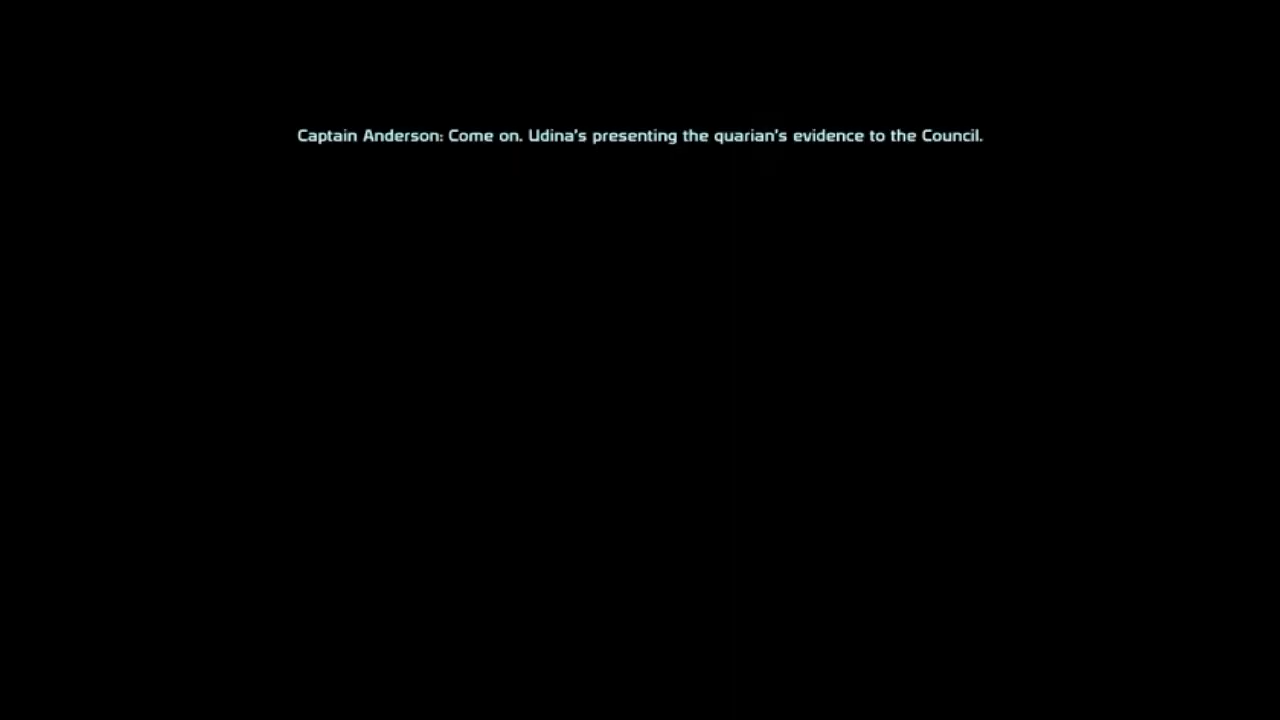 Captain Anderson: Come on. Udina's presenting the quarian's evidence to the Council.